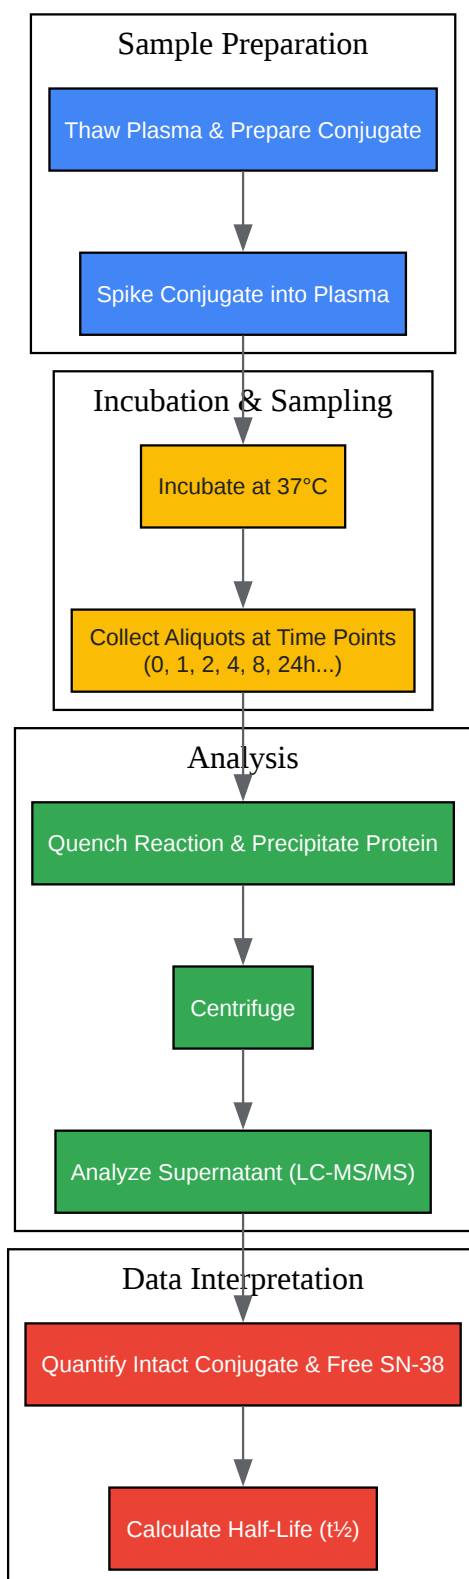 Sample Preparation
Thaw Plasma & Prepare Conjugate
Spike Conjugate into Plasma
Incubation & Sampling
Incubate at 37°C
Collect Aliquots at Time Points
(0, 1, 2, 4, 8, 24h...)
Analysis
Quench Reaction & Precipitate Protein
Centrifuge
Analyze Supernatant (LC-MS/MS)
Data Interpretation
Quantify Intact Conjugate & Free SN-38
Calculate Half-Life (t½)